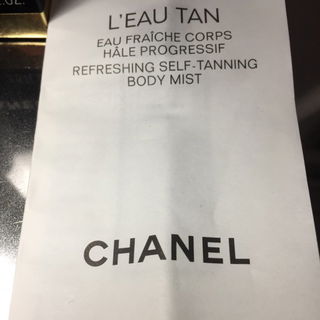 L'EAU TAN
EAU FRAÎCHE CORPS
HÂLE PROGRESSIF
REFRESHING SELF-TANNING
BODY MIST
CHANEL